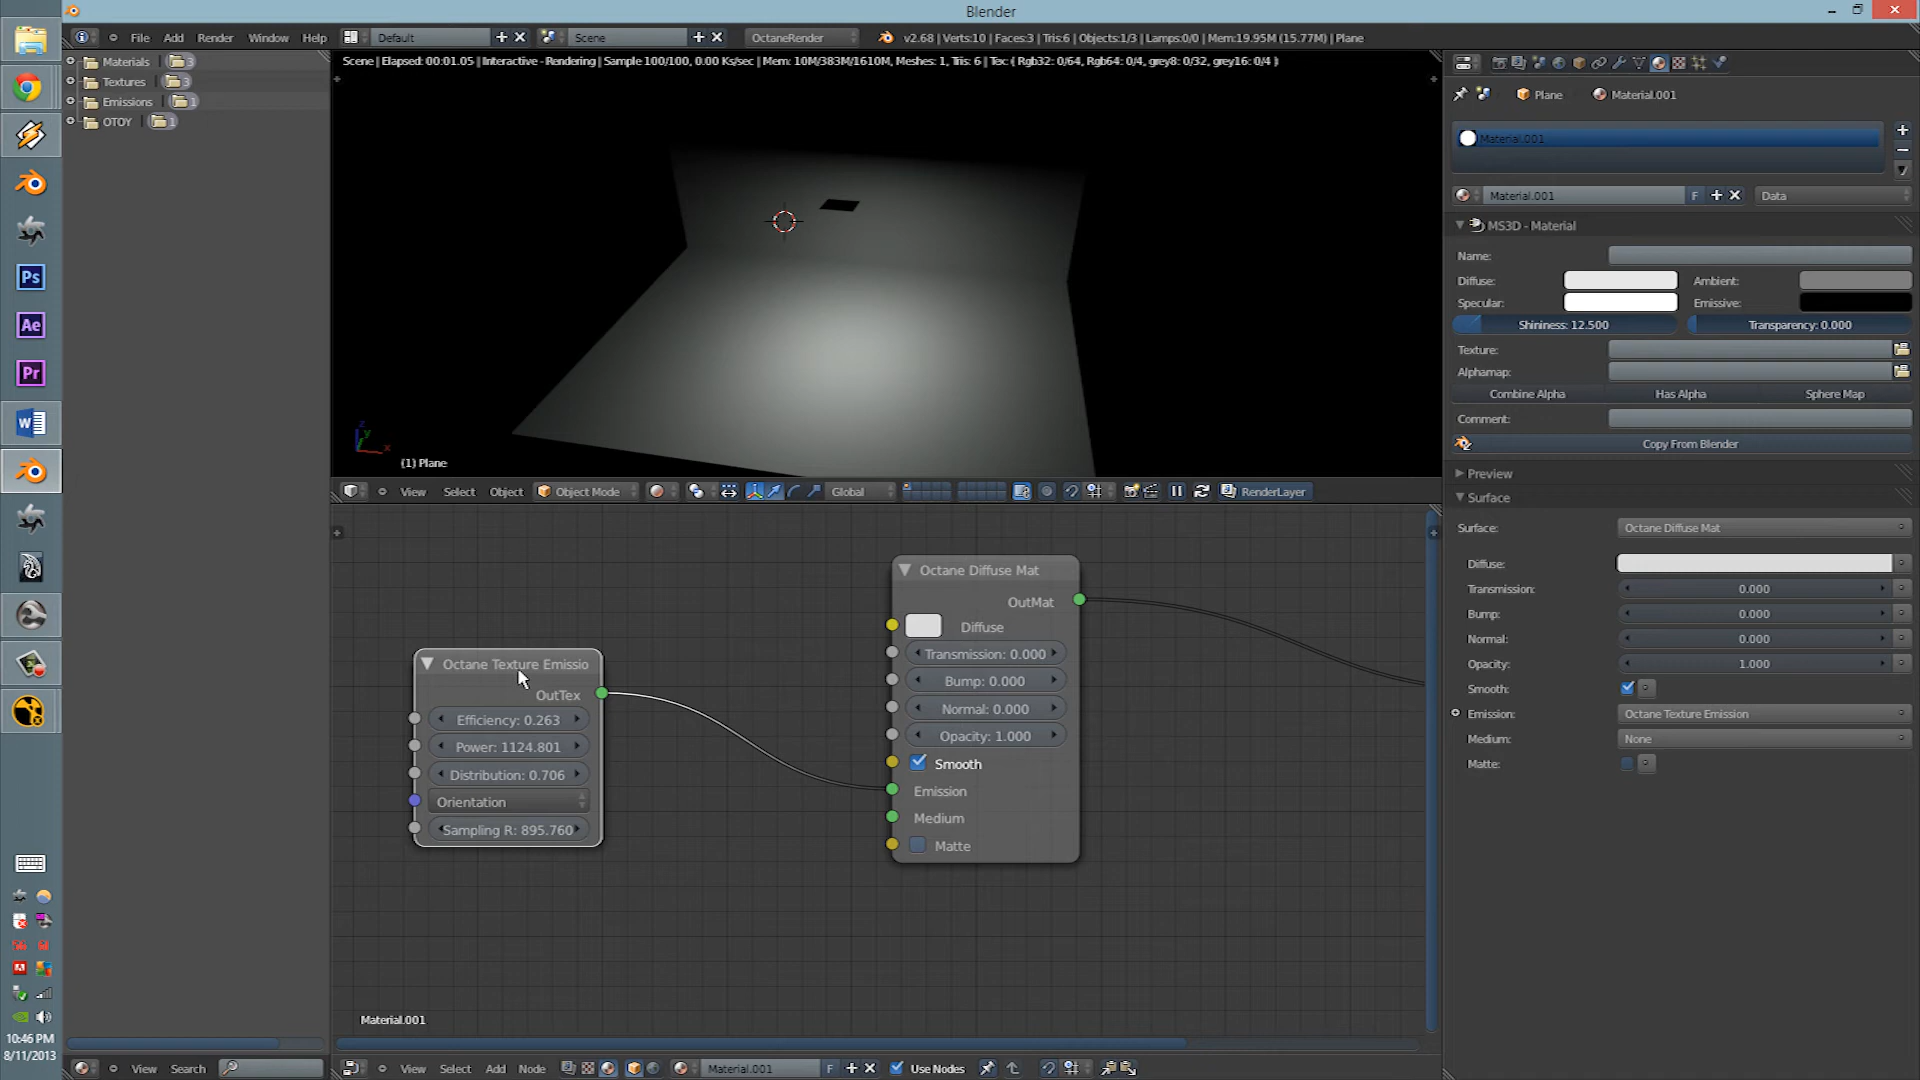 Blender
File Add Render Window Help Default Scene OctaneRender v2.68 | Verts:10 | Faces:3 | Tris:6 | Objects:1/3 | Lamps:0/0 | Mem:19.95M (15.77M) | Plane
Materials 3
Textures 3
Emissions 1
OTOY 1
Scene | Elapsed: 00:01.05 | Interactive - Rendering | Sample 100/100, 0.00 Ks/sec | Mem: 10M/383M/1610M, Meshes: 1, Tris: 6 | Tex: ( Rgb32: 0/64, Rgb64: 0/4, grey8: 0/32, grey16: 0/4 )
z
y
x
(1) Plane
View Select Object Object Mode Global RenderLayer
Octane Texture Emissio
OutTex
Efficiency: 0.263
Power: 1124.801
Distribution: 0.706
Orientation
Sampling R: 895.760
Octane Diffuse Mat
OutMat
Diffuse
Transmission: 0.000
Bump: 0.000
Normal: 0.000
Opacity: 1.000
Smooth
Emission
Medium
Matte
Material.001
View Search View Select Add Node Material.001 F Use Nodes
Plane Material.001
Material.001
Material.001 F Data
MS3D - Material
Name:
Diffuse: Ambient:
Specular: Emissive:
Shininess: 12.500 Transparency: 0.000
Texture:
Alphamap:
Combine Alpha Has Alpha Sphere Map
Comment:
Copy From Blender
Preview
Surface
Surface: Octane Diffuse Mat
Diffuse:
Transmission: 0.000
Bump: 0.000
Normal: 0.000
Opacity: 1.000
Smooth:
Emission: Octane Texture Emission
Medium: None
Matte:
Ps
Ae
Pr
W
10:46 PM
8/11/2013